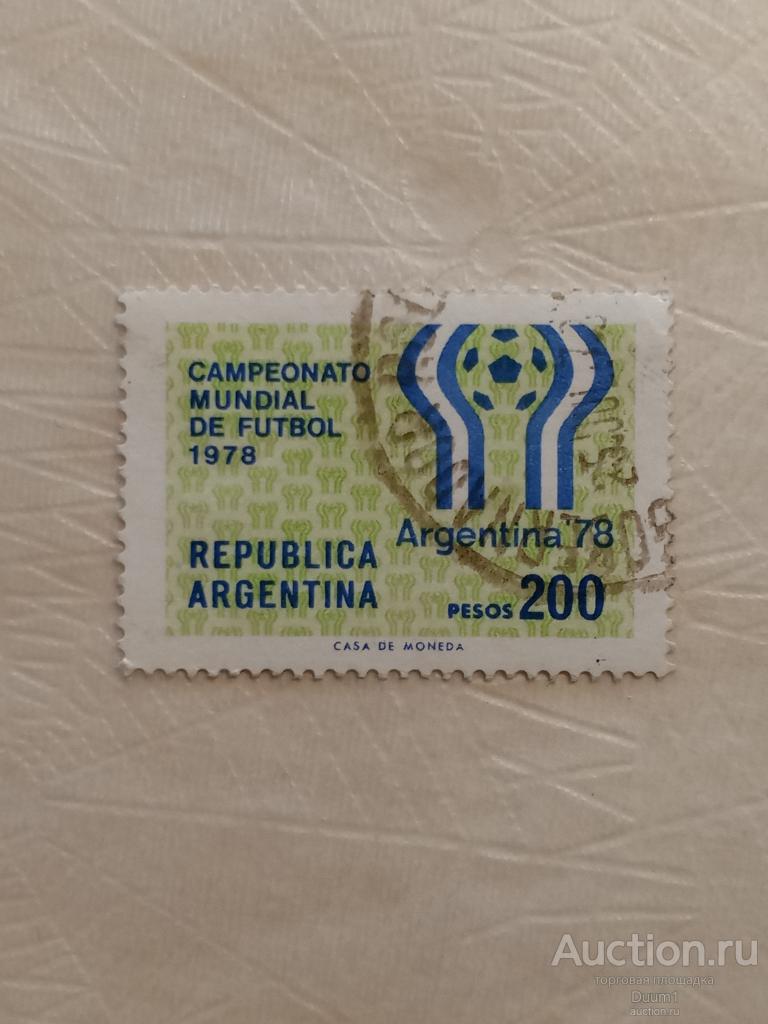 CAMPEONATO
MUNDIAL
DE FUTBOL
1978
Argentina '78
REPUBLICA
ARGENTINA
PESOS 200
CASA DE MONEDA
Auction.ru
торговая площадка
Duum1
auction.ru